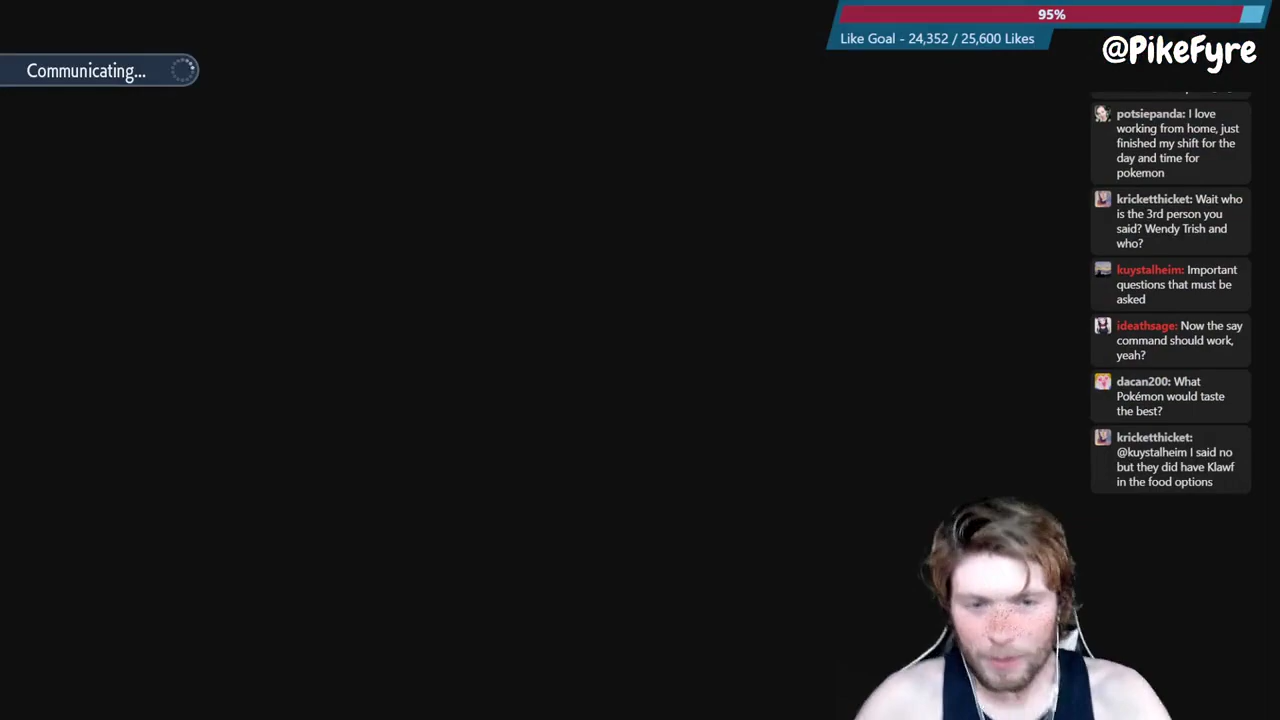 95%
Like Goal - 24,352 / 25,600 Likes
@PikeFyre
Communicating...
potsiepanda: I love
working from home, just
finished my shift for the
day and time for
pokemon
kricketthicket: Wait who
is the 3rd person you
said? Wendy Trish and
who?
kuystalheim: Important
questions that must be
asked
ideathsage: Now the say
command should work,
yeah?
dacan200: What
Pokémon would taste
the best?
kricketthicket:
@kuystalheim I said no
but they did have Klawf
in the food options